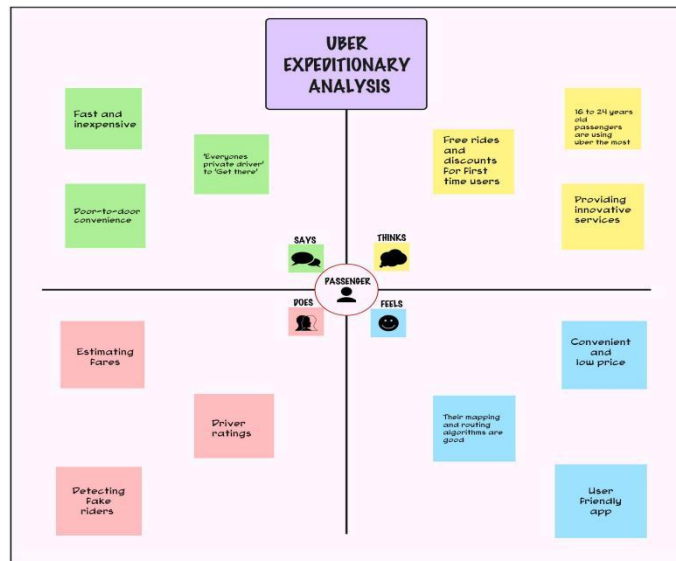 UBER
EXPEDITIONARY
ANALYSIS
Fast and
inexpensive
'Everyones
private driver'
to 'Get there'
Door-to-door
convenience
Free rides
and
discounts
for first
time users
16 to 24 years
old
passengers
are using
uber the most
Providing
innovative
services
SAYS
THINKS
PASSENGER
DOES
FEELS
Estimating
fares
Driver
ratings
Detecting
fake
riders
Convenient
and
low price
Their mapping
and routing
algorithms are
good
User
friendly
app